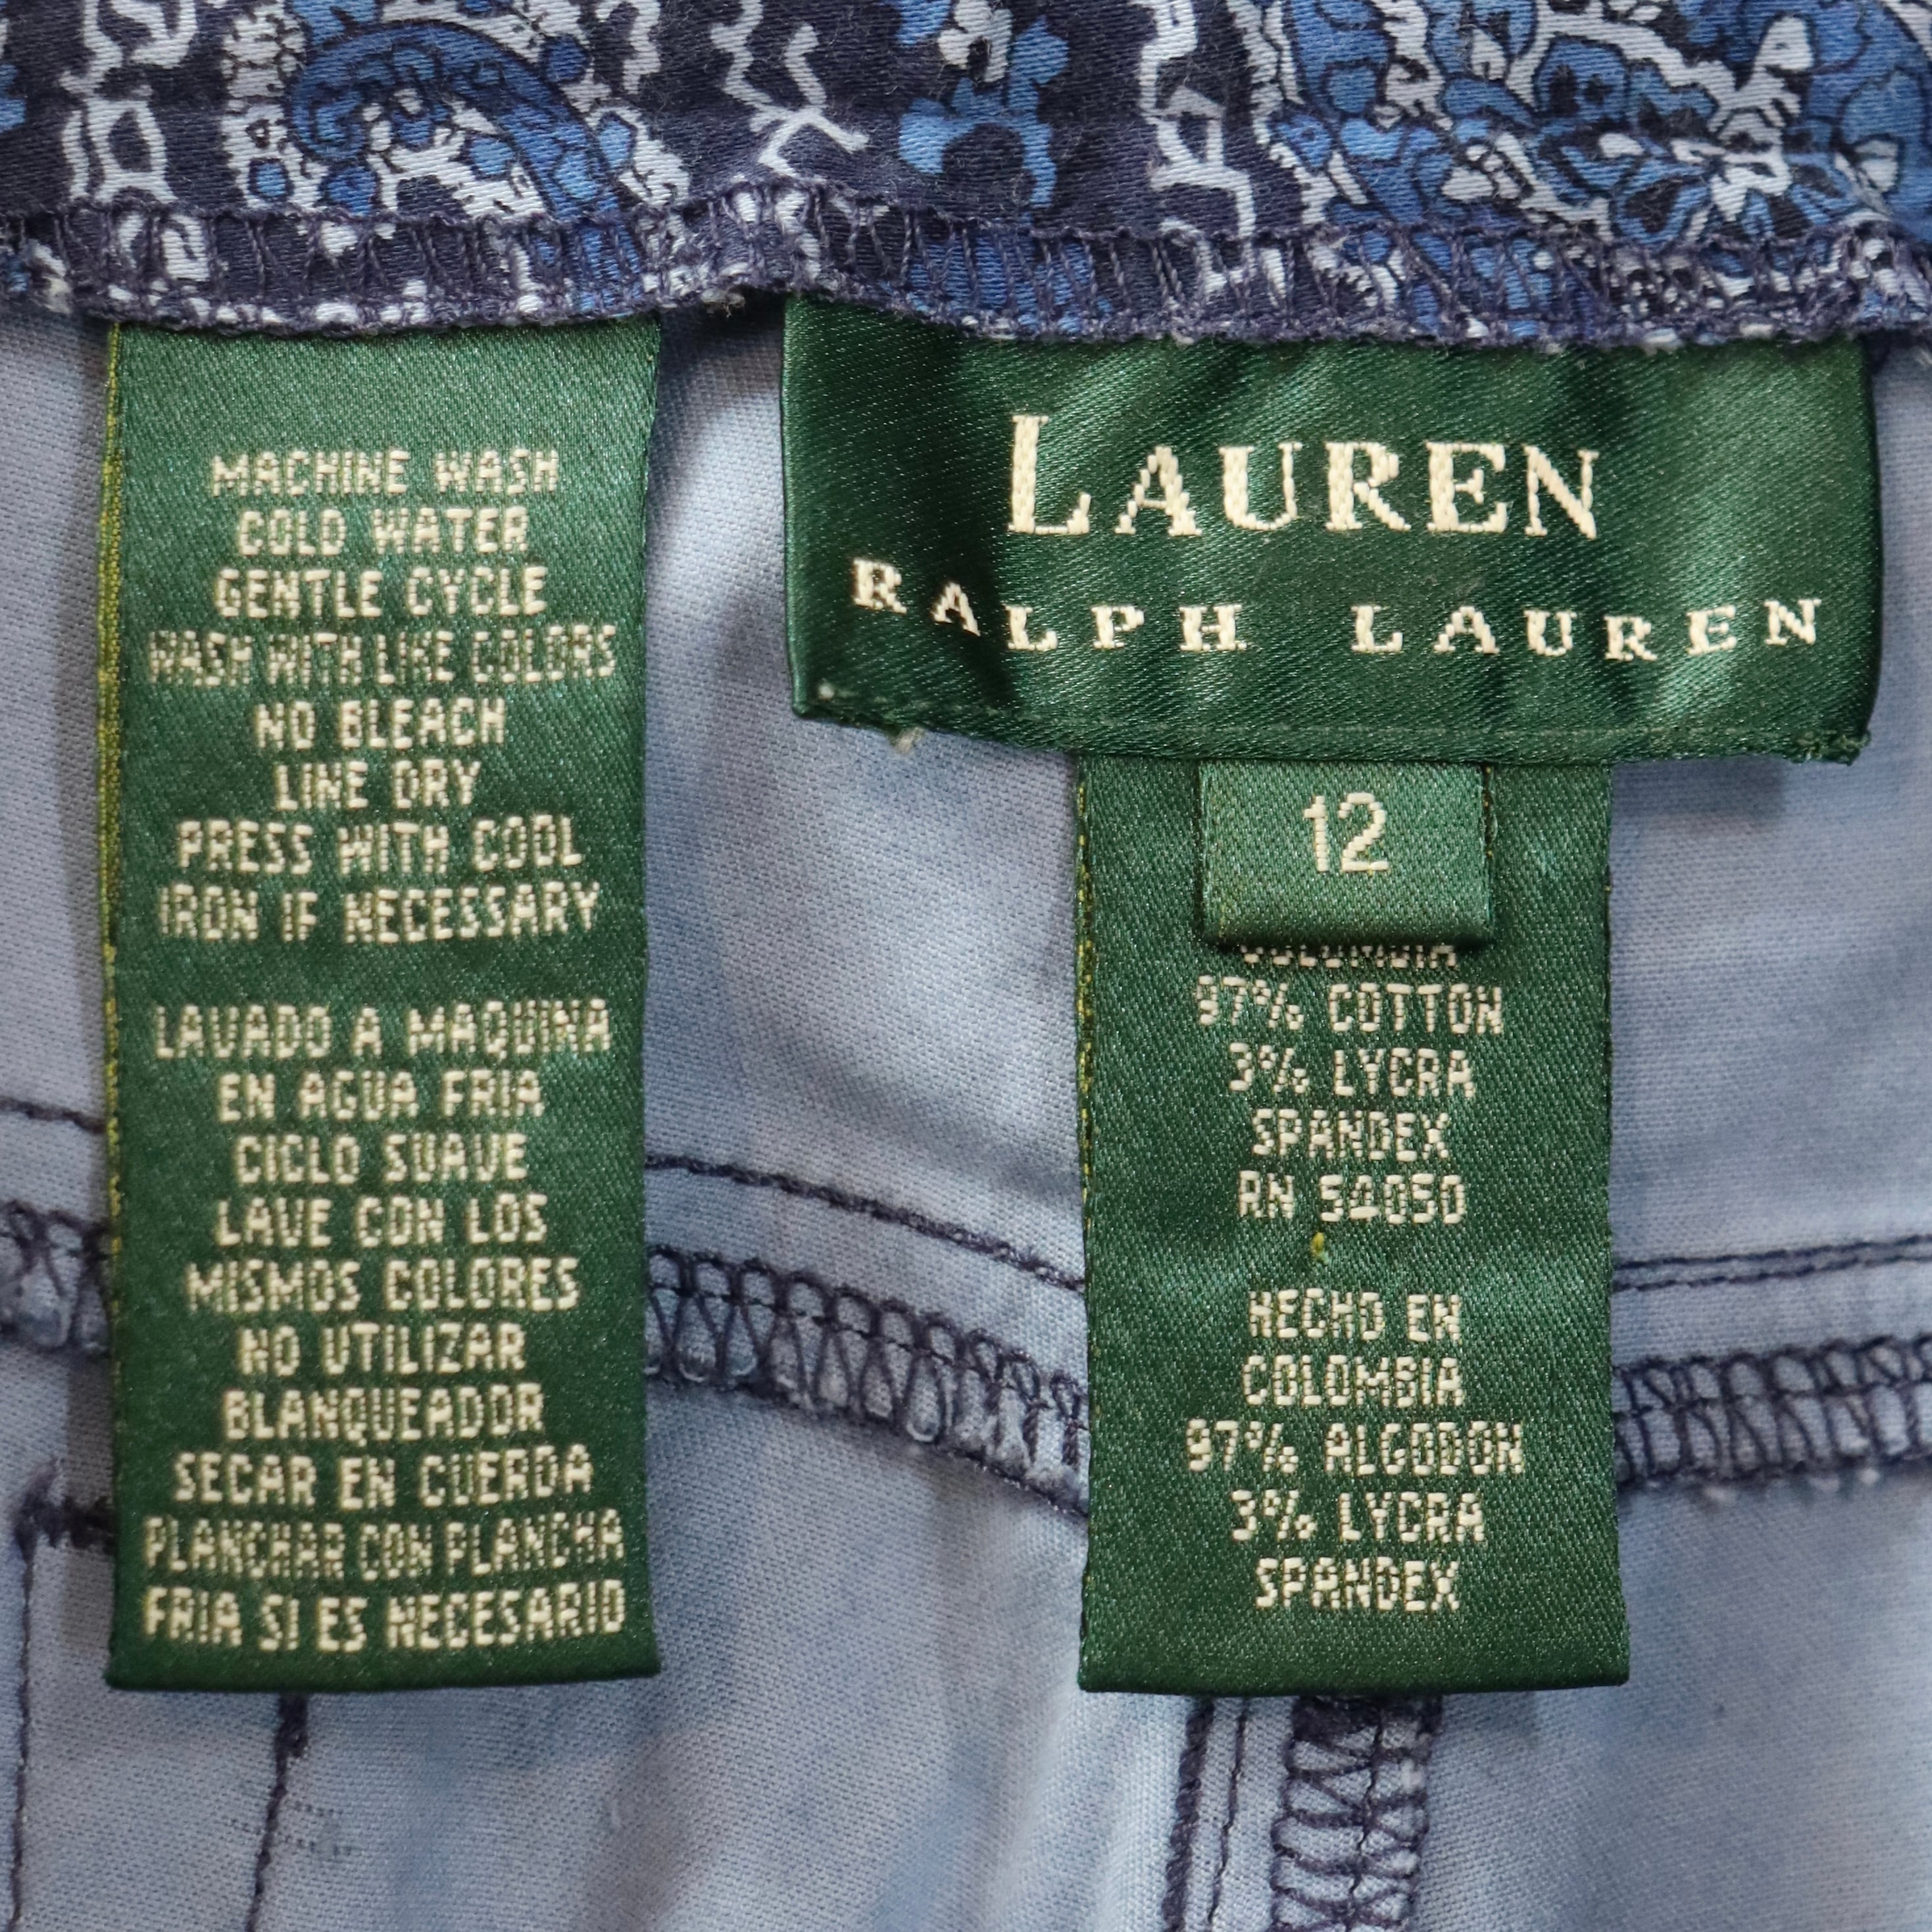 MACHINE WASH
COLD WATER
GENTLE CYCLE
WASH WITH LIKE COLORS
NO BLEACH
LINE DRY
PRESS WITH COOL
IRON IF NECESSARY
LAVADO A MAQUINA
EN AGUA FRIA
CICLO SUAVE
LAVE CON LOS
MISMOS COLORES
NO UTILIZAR
BLANQUEADOR
SECAR EN CUERDA
PLANCHAR CON PLANCHA
FRIA SI ES NECESARIO
LAUREN
RALPH LAUREN
12
COLOMBIA
97% COTTON
3% LYCRA
SPANDEX
RN 54050
HECHO EN
COLOMBIA
97% ALGODON
3% LYCRA
SPANDEX